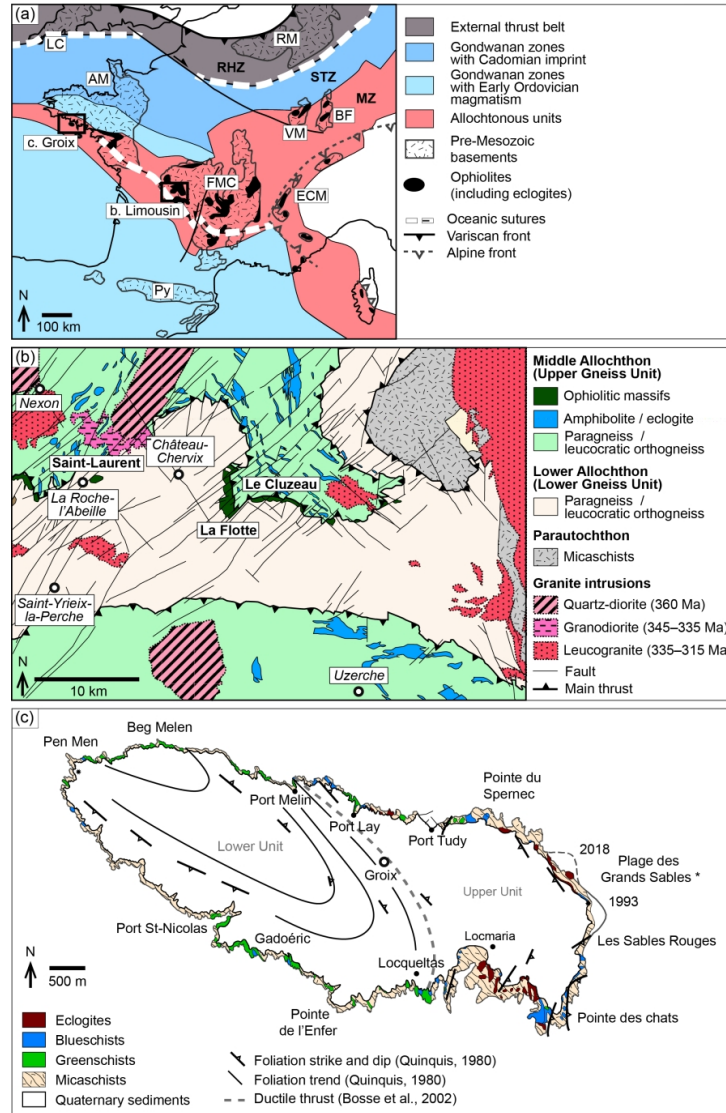 (a)
LC
RM
RHZ
STZ
AM
MZ
BF
VM
c. Groix
FMC
ECM
b. Limousin
Py
N
100 km
External thrust belt
Gondwanan zones
with Cadomian imprint
Gondwanan zones
with Early Ordovician
magmatism
Allochtonous units
Pre-Mesozoic
basements
Ophiolites
(including eclogites)
Oceanic sutures
Variscan front
Alpine front
(b)
Nexon
Château-
Chervix
Saint-Laurent
Le Cluzeau
La Roche-
l'Abeille
La Flotte
Saint-Yrieix-
la-Perche
N
10 km
Uzerche
Middle Allochthon
(Upper Gneiss Unit)
Ophiolitic massifs
Amphibolite / eclogite
Paragneiss /
leucocratic orthogneiss
Lower Allochthon
(Lower Gneiss Unit)
Paragneiss /
leucocratic orthogneiss
Parautochthon
Micaschists
Granite intrusions
Quartz-diorite (360 Ma)
Granodiorite (345–335 Ma)
Leucogranite (335–315 Ma)
Fault
Main thrust
(c)
Beg Melen
Pen Men
Pointe du
Spernec
Port Melin
Port Lay
Port Tudy
2018
Lower Unit
Groix
Plage des
Grands Sables *
Upper Unit
1993
Port St-Nicolas
Gadoéric
Locmaria
Les Sables Rouges
N
Locqueltas
500 m
Pointe
de l'Enfer
Pointe des chats
Eclogites
Blueschists
Greenschists
Micaschists
Quaternary sediments
Foliation strike and dip (Quinquis, 1980)
Foliation trend (Quinquis, 1980)
Ductile thrust (Bosse et al., 2002)